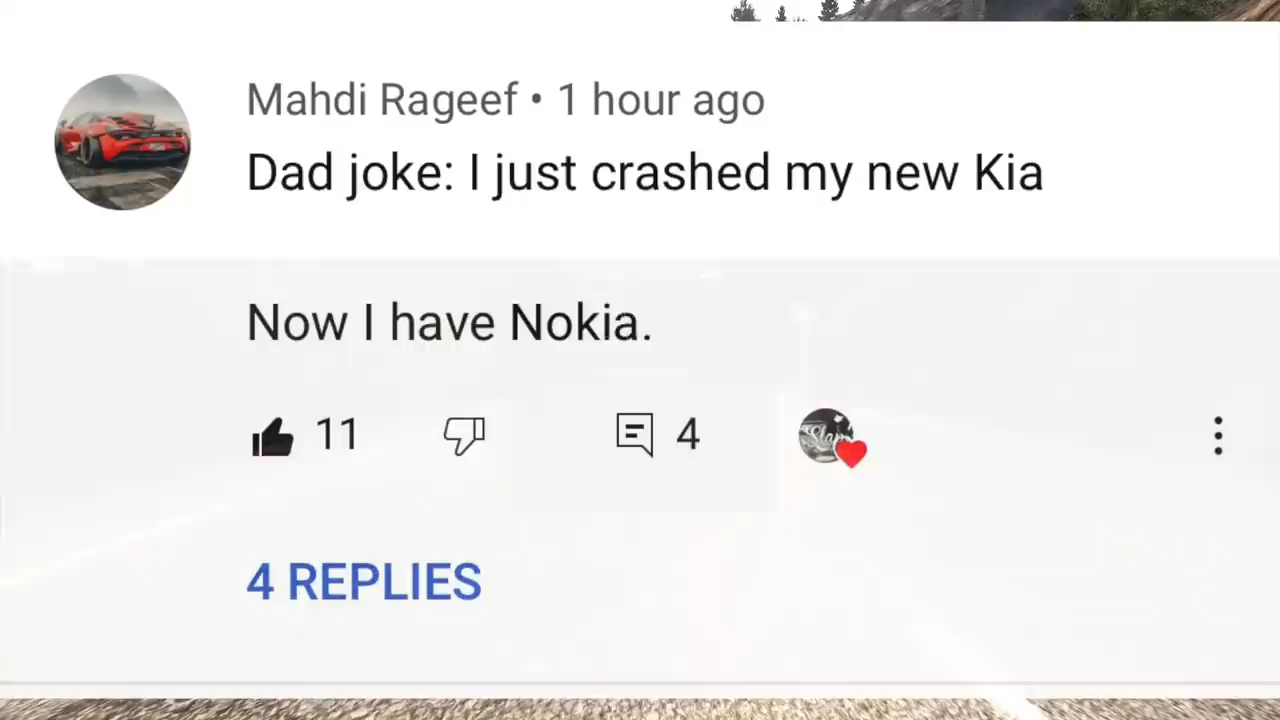 Mahdi Rageef • 1 hour ago
Dad joke: I just crashed my new Kia
Now I have Nokia.
11 4
Slap
4 REPLIES